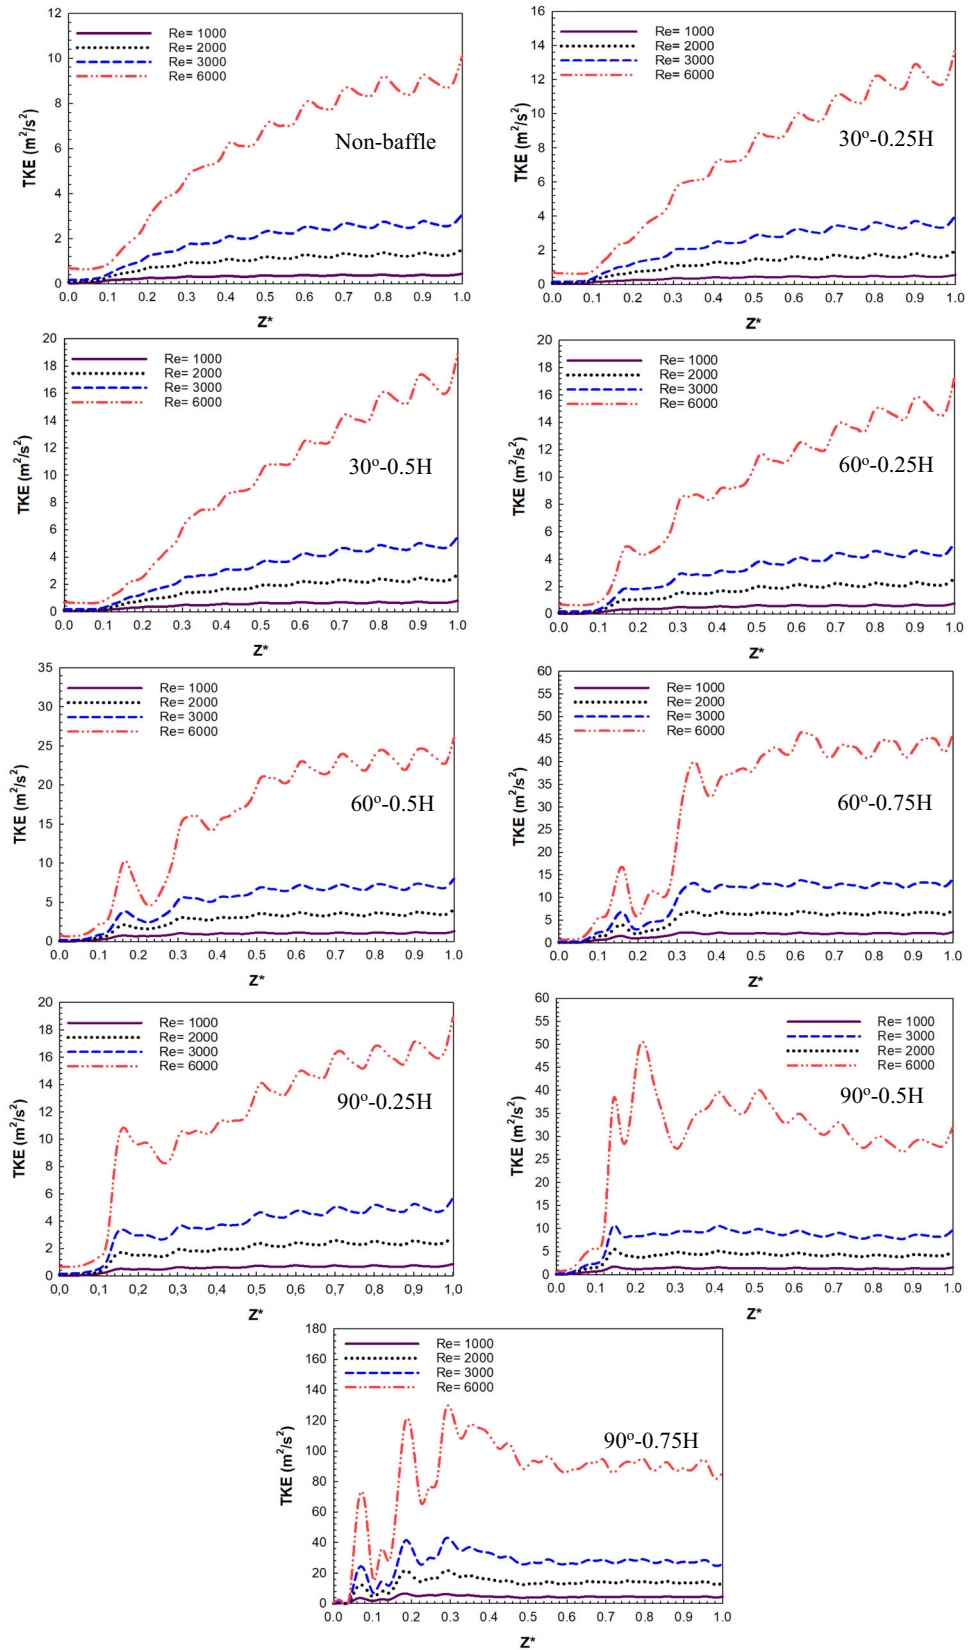 12
10
8
6
4
2
0
TKE (m²/s²)
Re= 1000
Re= 2000
Re= 3000
Re= 6000
Non-baffle
0.0 0.1 0.2 0.3 0.4 0.5 0.6 0.7 0.8 0.9 1.0
Z*
16
14
12
10
8
6
4
2
0
TKE (m²/s²)
Re= 1000
Re= 2000
Re= 3000
Re= 6000
30º-0.25H
0.0 0.1 0.2 0.3 0.4 0.5 0.6 0.7 0.8 0.9 1.0
Z*
20
18
16
14
12
10
8
6
4
2
0
TKE (m²/s²)
Re= 1000
Re= 2000
Re= 3000
Re= 6000
30º-0.5H
0.0 0.1 0.2 0.3 0.4 0.5 0.6 0.7 0.8 0.9 1.0
Z*
20
18
16
14
12
10
8
6
4
2
0
TKE (m²/s²)
Re= 1000
Re= 2000
Re= 3000
Re= 6000
60º-0.25H
0.0 0.1 0.2 0.3 0.4 0.5 0.6 0.7 0.8 0.9 1.0
Z*
35
30
25
20
15
10
5
0
TKE (m²/s²)
Re= 1000
Re= 2000
Re= 3000
Re= 6000
60º-0.5H
0.0 0.1 0.2 0.3 0.4 0.5 0.6 0.7 0.8 0.9 1.0
Z*
60
55
50
45
40
35
30
25
20
15
10
5
0
TKE (m²/s²)
Re= 1000
Re= 2000
Re= 3000
Re= 6000
60º-0.75H
0.0 0.1 0.2 0.3 0.4 0.5 0.6 0.7 0.8 0.9 1.0
Z*
20
18
16
14
12
10
8
6
4
2
0
TKE (m²/s²)
Re= 1000
Re= 2000
Re= 3000
Re= 6000
90º-0.25H
0.0 0.1 0.2 0.3 0.4 0.5 0.6 0.7 0.8 0.9 1.0
Z*
60
55
50
45
40
35
30
25
20
15
10
5
0
TKE (m²/s²)
Re= 1000
Re= 3000
Re= 2000
Re= 6000
90º-0.5H
0.0 0.1 0.2 0.3 0.4 0.5 0.6 0.7 0.8 0.9 1.0
Z*
180
160
140
120
100
80
60
40
20
0
TKE (m²/s²)
Re= 1000
Re= 2000
Re= 3000
Re= 6000
90º-0.75H
0.0 0.1 0.2 0.3 0.4 0.5 0.6 0.7 0.8 0.9 1.0
Z*